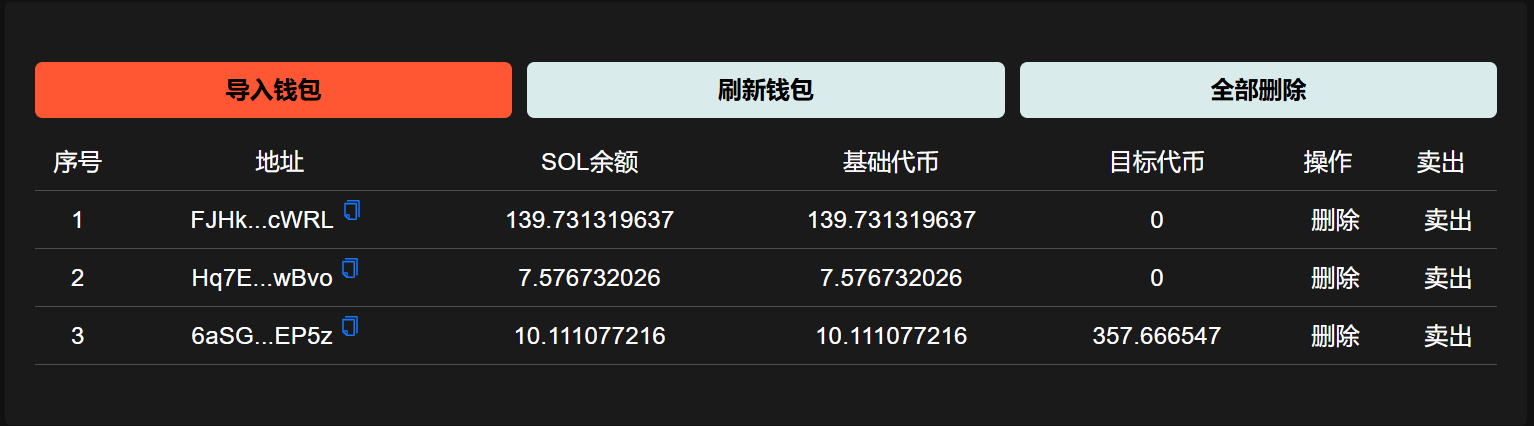 导入钱包 刷新钱包 全部删除
序号 地址 SOL余额 基础代币 目标代币 操作 卖出
1 FJHk...cWRL 139.731319637 139.731319637 0 删除 卖出
2 Hq7E...wBvo 7.576732026 7.576732026 0 删除 卖出
3 6aSG...EP5z 10.111077216 10.111077216 357.666547 删除 卖出